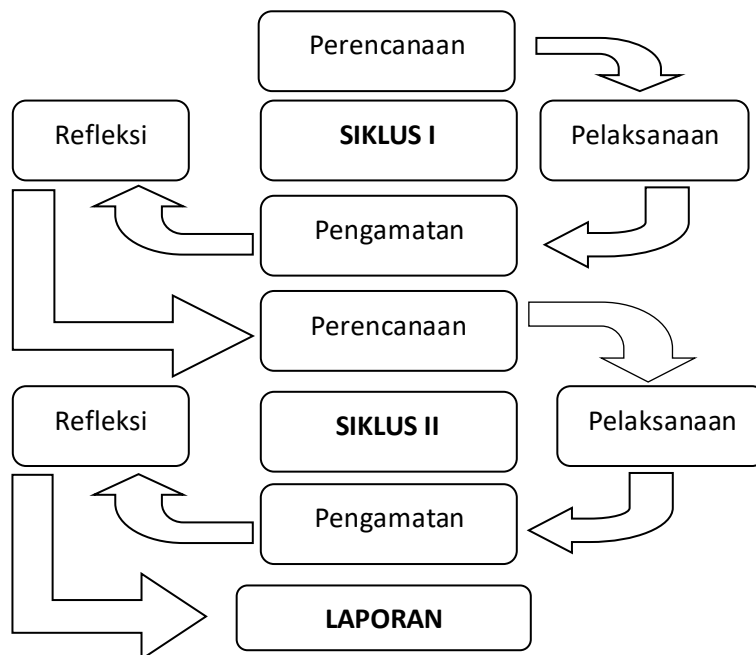 Perencanaan
Refleksi
SIKLUS I
Pelaksanaan
Pengamatan
Perencanaan
Refleksi
SIKLUS II
Pelaksanaan
Pengamatan
LAPORAN